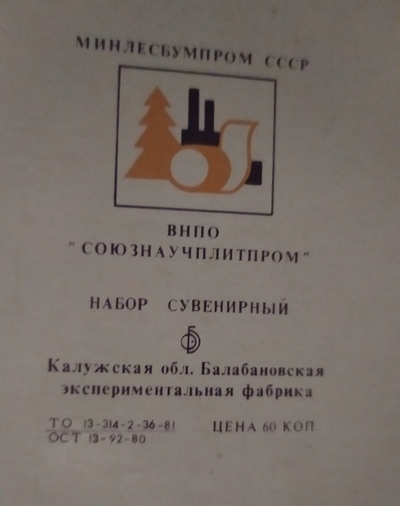 МИНЛЕСБУМПРОМ СССР
ВНПО
"СОЮЗНАУЧПЛИТПРОМ"
НАБОР СУВЕНИРНЫЙ
Калужская обл. Балабановская
экспериментальная фабрика
ТО 13-314-2-36-81 ЦЕНА 60 КОП
ОСТ 13-92-80